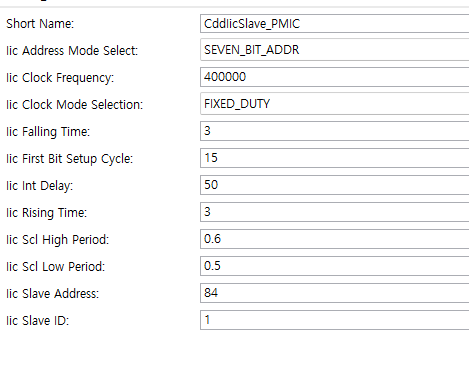 Short Name: CddIicSlave_PMIC
Iic Address Mode Select: SEVEN_BIT_ADDR
Iic Clock Frequency: 400000
Iic Clock Mode Selection: FIXED_DUTY
Iic Falling Time: 3
Iic First Bit Setup Cycle: 15
Iic Int Delay: 50
Iic Rising Time: 3
Iic Scl High Period: 0.6
Iic Scl Low Period: 0.5
Iic Slave Address: 84
Iic Slave ID: 1